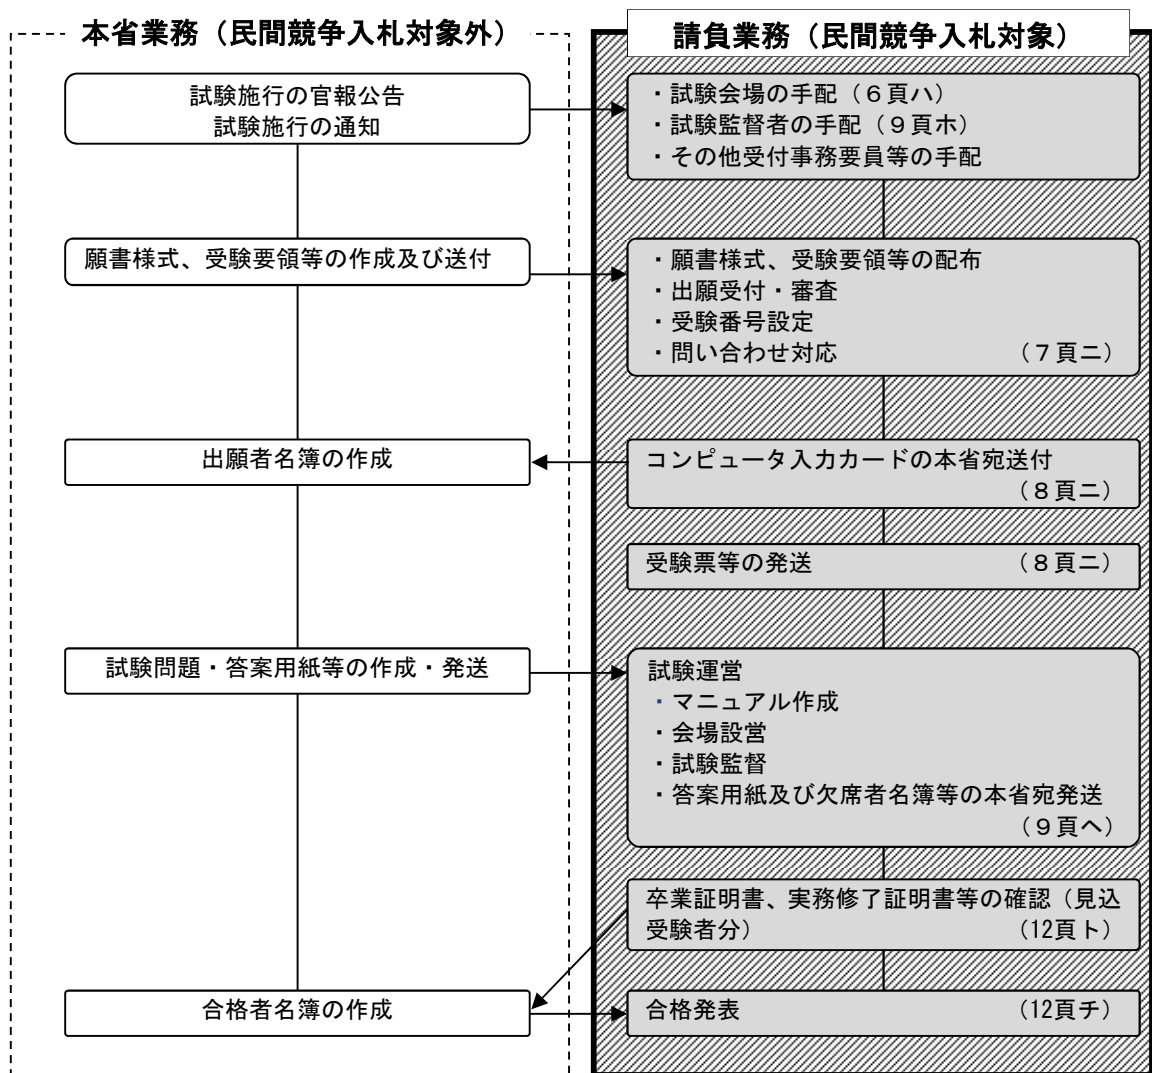 本省業務（民間競争入札対象外）
請負業務（民間競争入札対象）
試験施行の官報公告
試験施行の通知
・試験会場の手配（６頁ハ）
・試験監督者の手配（９頁ホ）
・その他受付事務要員等の手配
願書様式、受験要領等の作成及び送付
・願書様式、受験要領等の配布
・出願受付・審査
・受験番号設定
・問い合わせ対応　（７頁ニ）
出願者名簿の作成
コンピュータ入力カードの本省宛送付
（８頁ニ）
受験票等の発送　（８頁ニ）
試験問題・答案用紙等の作成・発送
試験運営
・マニュアル作成
・会場設営
・試験監督
・答案用紙及び欠席者名簿等の本省宛発送
（９頁ヘ）
卒業証明書、実務修了証明書等の確認（見込
受験者分）　（12頁ト）
合格者名簿の作成
合格発表　（12頁チ）